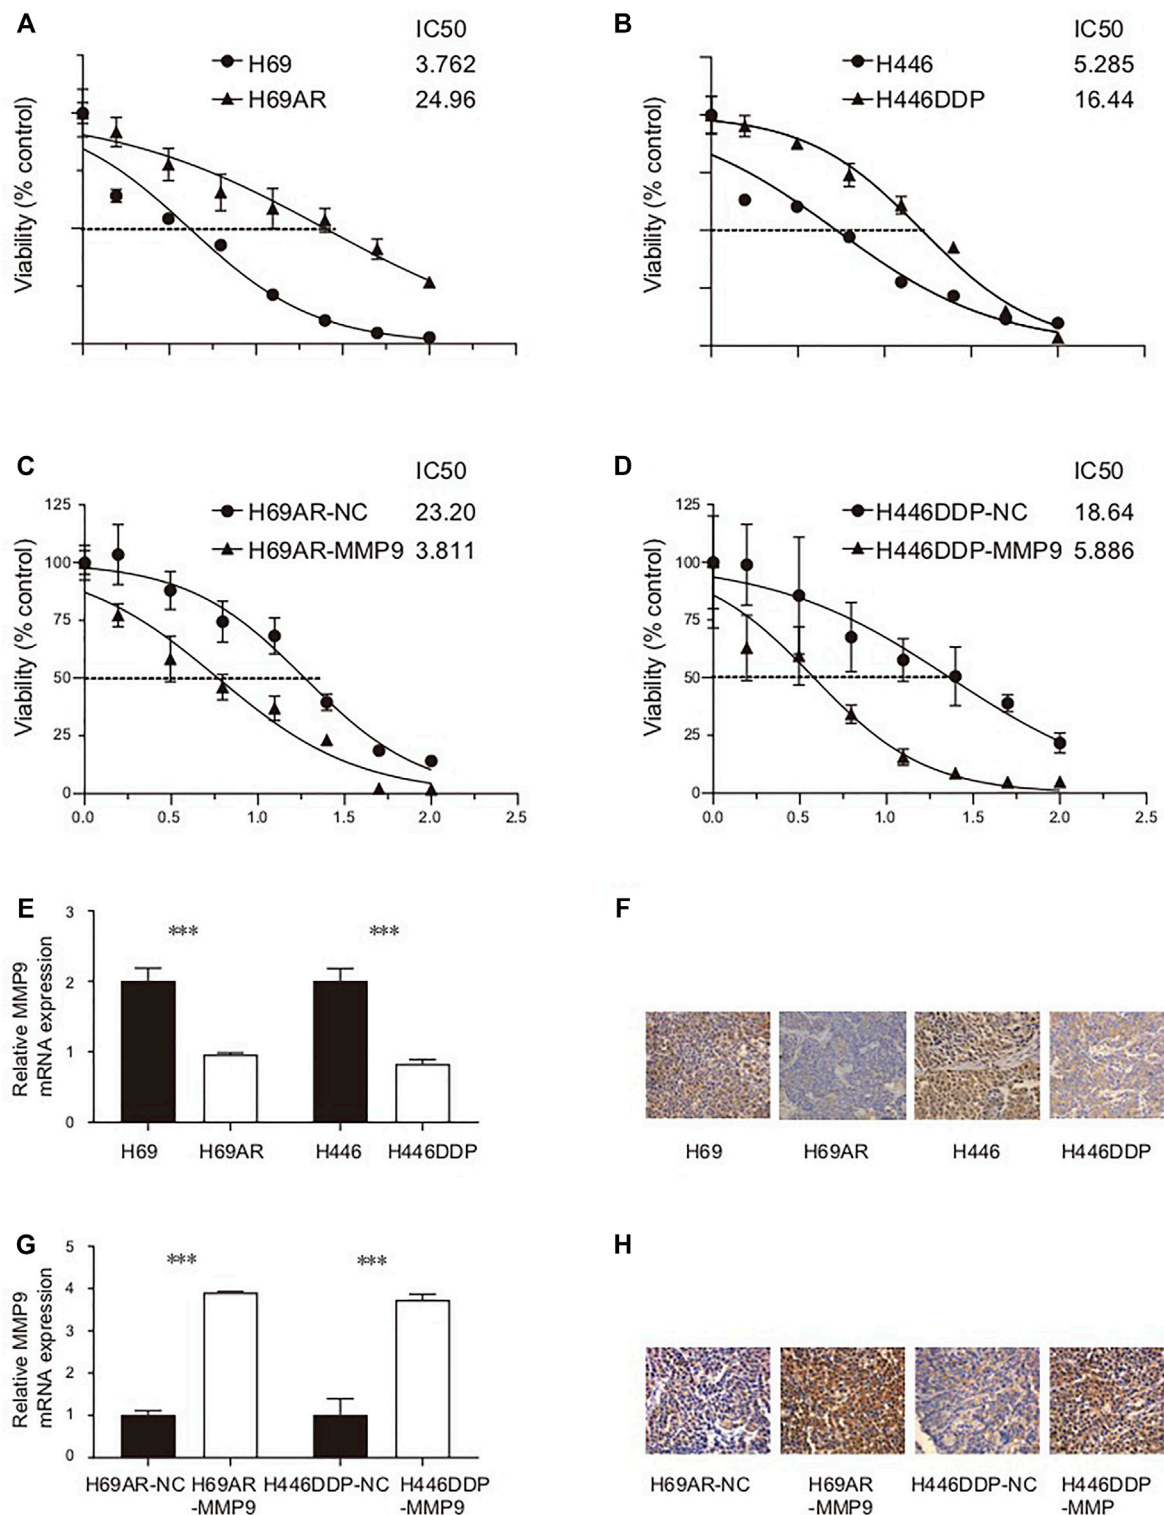 A
IC50
H69 3.762
H69AR 24.96
Viability (% control)
B
IC50
H446 5.285
H446DDP 16.44
Viability (% control)
C
IC50
H69AR-NC 23.20
H69AR-MMP9 3.811
Viability (% control)
125
100
75
50
25
0
0.0 0.5 1.0 1.5 2.0 2.5
D
IC50
H446DDP-NC 18.64
H446DDP-MMP9 5.886
Viability (% control)
125
100
75
50
25
0
0.0 0.5 1.0 1.5 2.0 2.5
E
Relative MMP9
mRNA expression
3
2
1
0
*** ***
H69 H69AR H446 H446DDP
F
H69 H69AR H446 H446DDP
G
Relative MMP9
mRNA expression
5
4
3
2
1
0
*** ***
H69AR-NC H69AR H446DDP-NC H446DDP
-MMP9 -MMP9
H
H69AR-NC H69AR H446DDP-NC H446DDP
-MMP9 -MMP